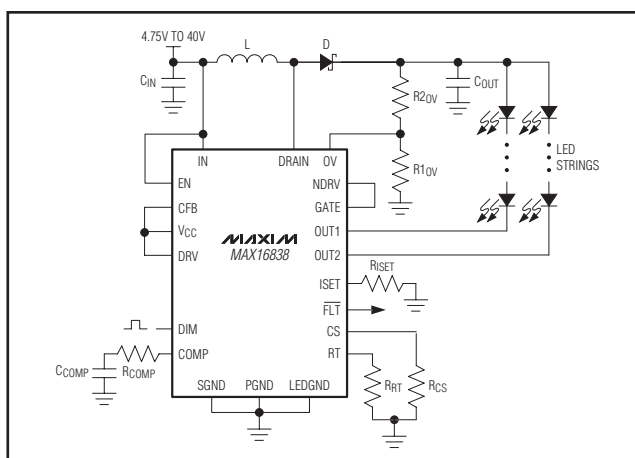 4.75V TO 40V
L
D
CIN
COUT
R2OV
R1OV
LED
STRINGS
IN
DRAIN
OV
EN
NDRV
CFB
GATE
VCC
MAXIM
OUT1
DRV
MAX16838
OUT2
ISET
RISET
FLT
DIM
CS
COMP
RT
CCOMP
RCOMP
SGND
PGND
LEDGND
RRT
RCS